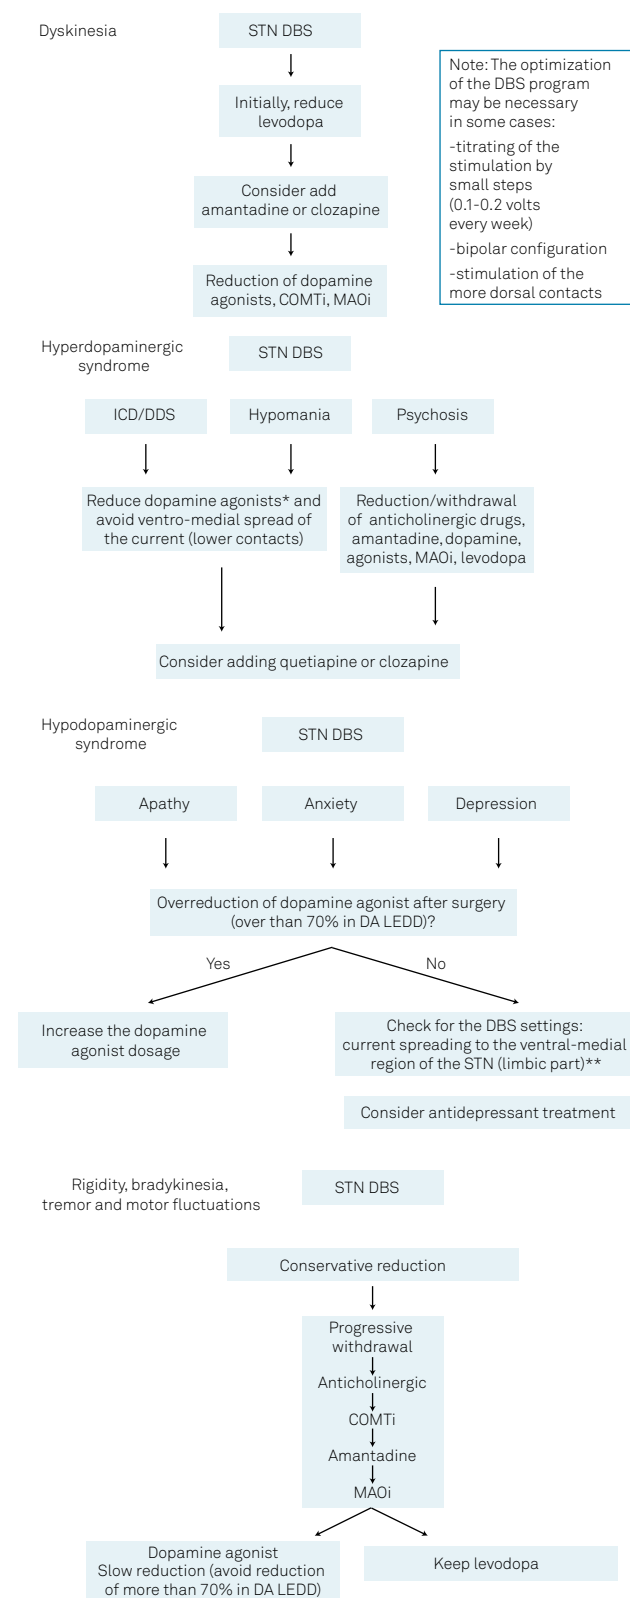 Dyskinesia
STN DBS
Initially, reduce
levodopa
Consider add
amantadine or clozapine
Reduction of dopamine
agonists, COMTi, MAOi
Note: The optimization
of the DBS program
may be necessary
in some cases:
-titrating of the
stimulation by
small steps
(0.1-0.2 volts
every week)
-bipolar configuration
-stimulation of the
more dorsal contacts
Hyperdopaminergic
syndrome
STN DBS
ICD/DDS
Hypomania
Psychosis
Reduce dopamine agonists* and
avoid ventro-medial spread of
the current (lower contacts)
Reduction/withdrawal
of anticholinergic drugs,
amantadine, dopamine,
agonists, MAOi, levodopa
Consider adding quetiapine or clozapine
Hypodopaminergic
syndrome
STN DBS
Apathy
Anxiety
Depression
Overreduction of dopamine agonist after surgery
(over than 70% in DA LEDD)?
Yes
No
Increase the dopamine
agonist dosage
Check for the DBS settings:
current spreading to the ventral-medial
region of the STN (limbic part)**
Consider antidepressant treatment
Rigidity, bradykinesia,
tremor and motor fluctuations
STN DBS
Conservative reduction
Progressive
withdrawal
Anticholinergic
COMTi
Amantadine
MAOi
Dopamine agonist
Slow reduction (avoid reduction
of more than 70% in DA LEDD)
Keep levodopa